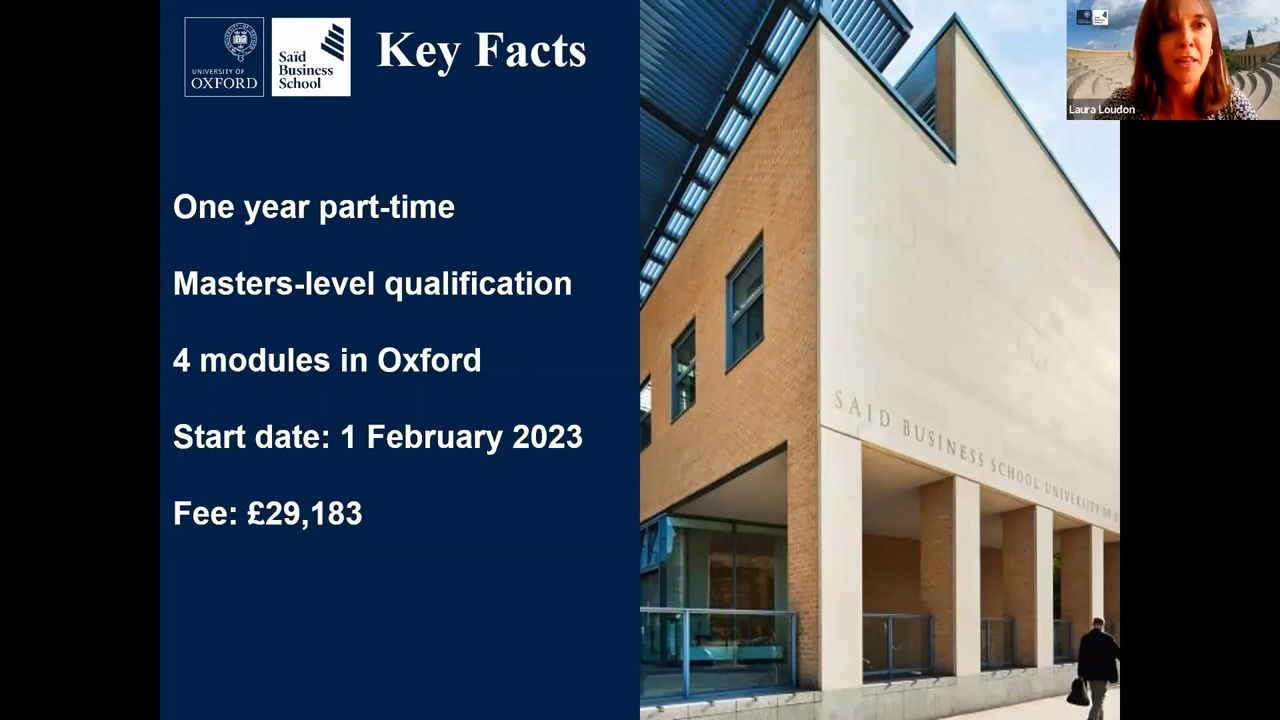 UNIVERSITY OF
OXFORD
Saïd
Business
School
Key Facts
Laura Loudon
One year part-time
Masters-level qualification
4 modules in Oxford
Start date: 1 February 2023
Fee: £29,183
SAID BUSINESS SCHOOL UNIVERSITY OF O